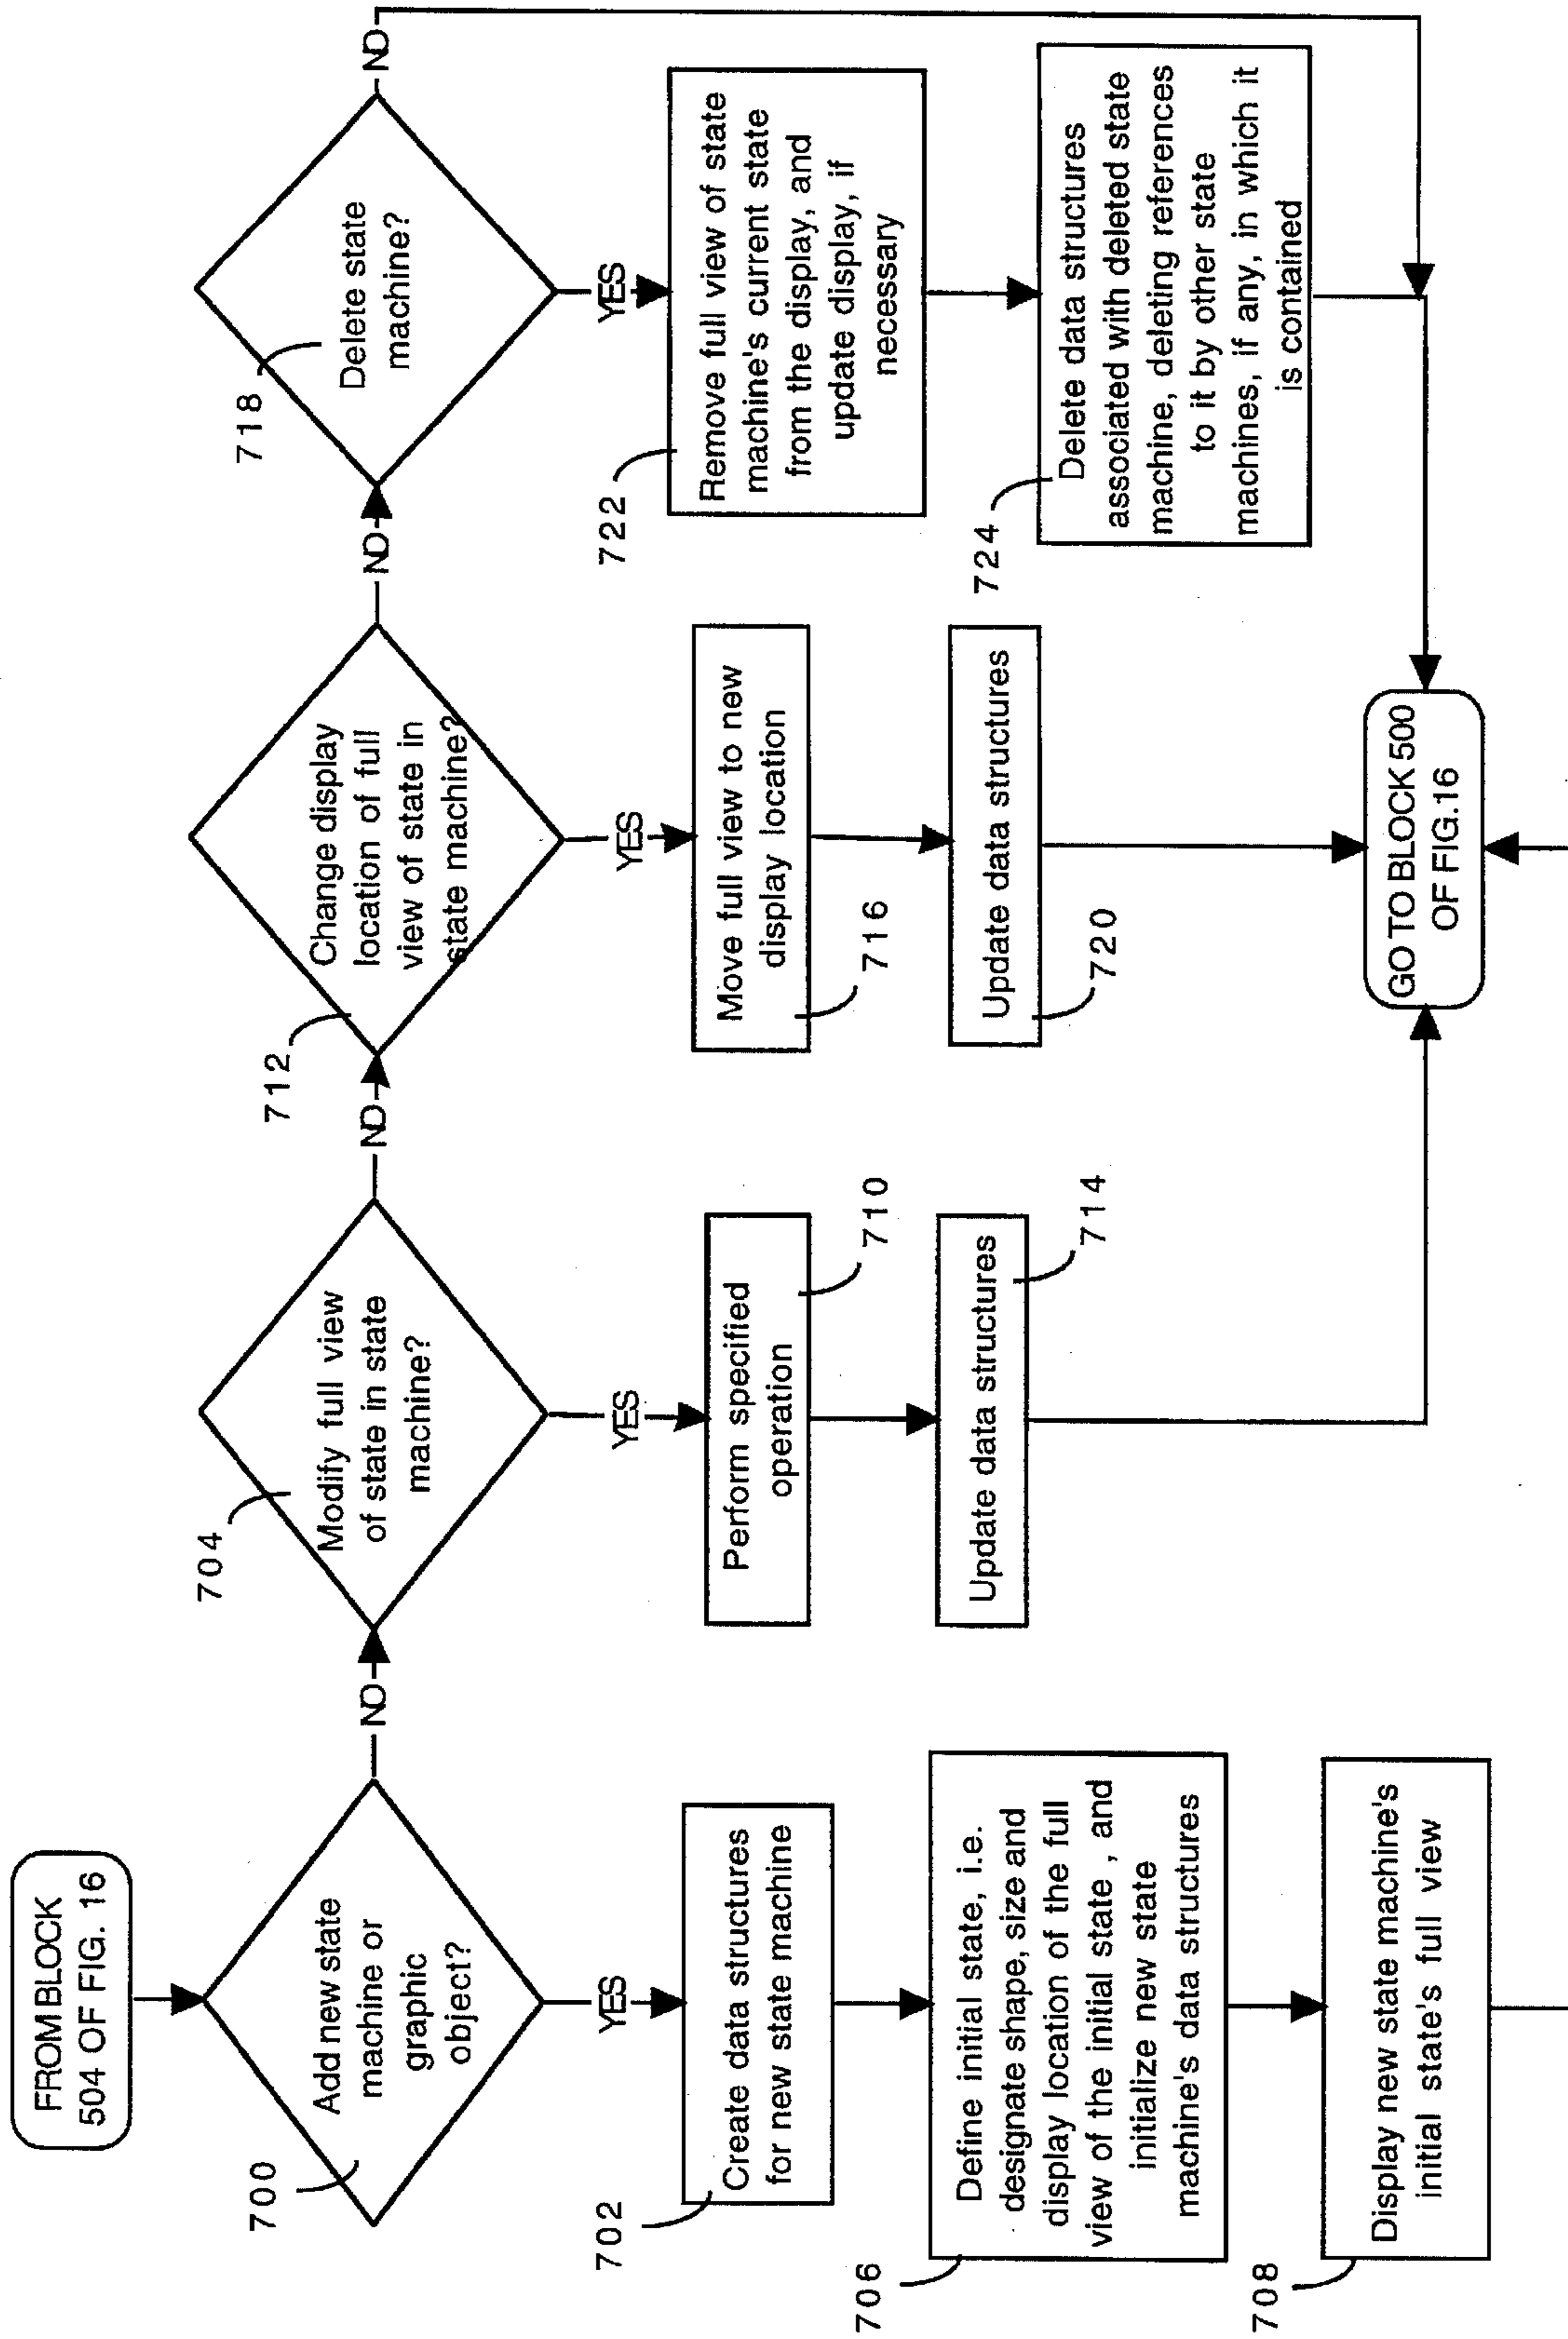 FROM BLOCK
504 OF FIG. 16
700
Add new state
machine or
graphic
object?
NO
YES
702
Create data structures
for new state machine
706
Define initial state, i.e.
designate shape, size and
display location of the full
view of the initial state , and
initialize new state
machine's data structures
708
Display new state machine's
initial state's full view
704
Modify full view
of state in state
machine?
NO
YES
Perform specified
operation
710
Update data structures
714
712
Change display
location of full
view of state in
state machine?
NO
YES
Move full view to new
display location
716
Update data structures
720
718
Delete state
machine?
NO
YES
722
Remove full view of state
machine's current state
from the display, and
update display, if
necessary
724
Delete data structures
associated with deleted state
machine, deleting references
to it by other state
machines, if any, in which it
is contained
GO TO BLOCK 500
OF FIG.16